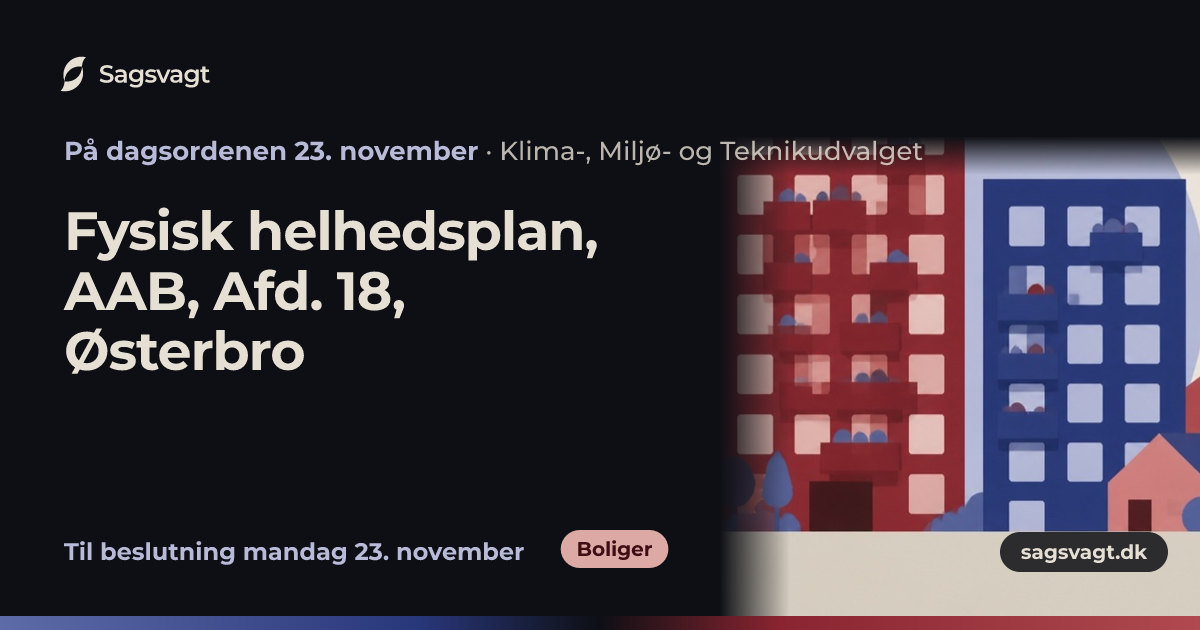 Sagsvagt
På dagsordenen 23. november · Klima-, Miljø- og Teknikudvalget
Fysisk helhedsplan,
AAB, Afd. 18,
Østerbro
Til beslutning mandag 23. november
Boliger
sagsvagt.dk